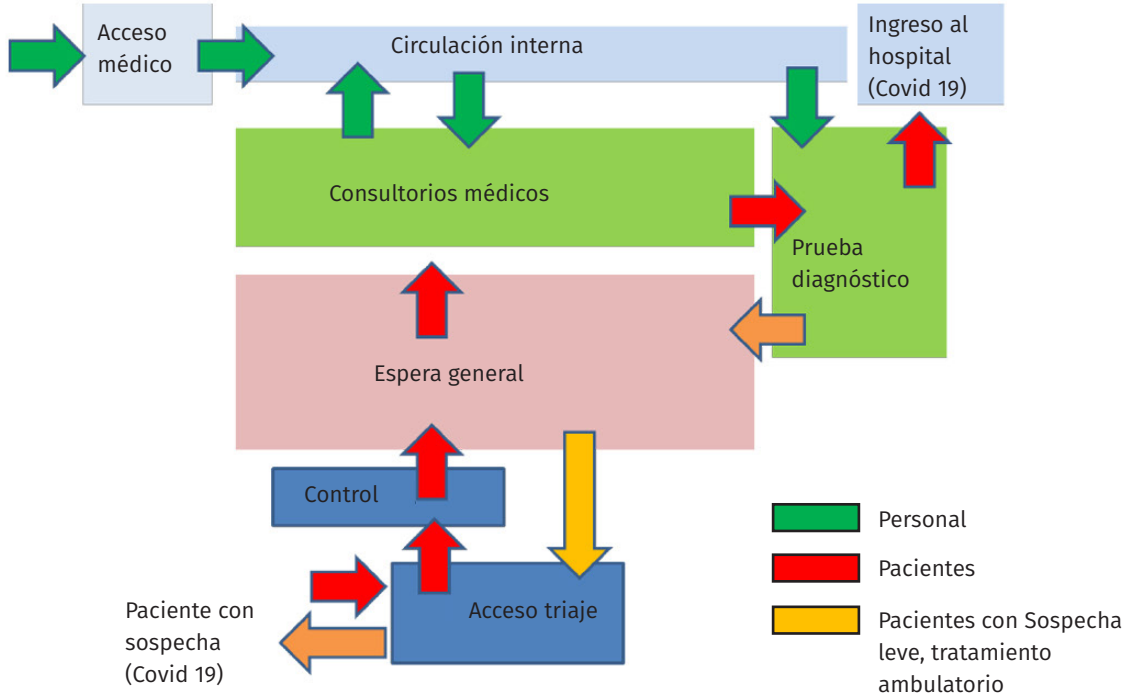 Acceso
médico
Circulación interna
Ingreso al
hospital
(Covid 19)
Consultorios médicos
Prueba
diagnóstico
Espera general
Control
Acceso triaje
Paciente con
sospecha
(Covid 19)
Personal
Pacientes
Pacientes con Sospecha
leve, tratamiento
ambulatorio